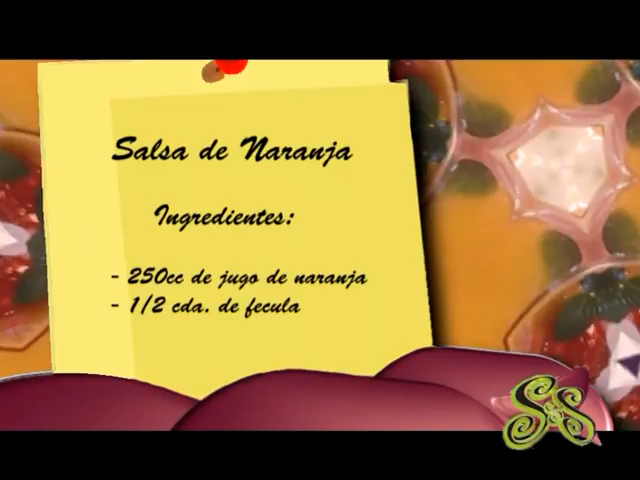 Salsa de Naranja
Ingredientes:
- 250cc de jugo de naranja
- 1/2 cda. de fecula
S&S